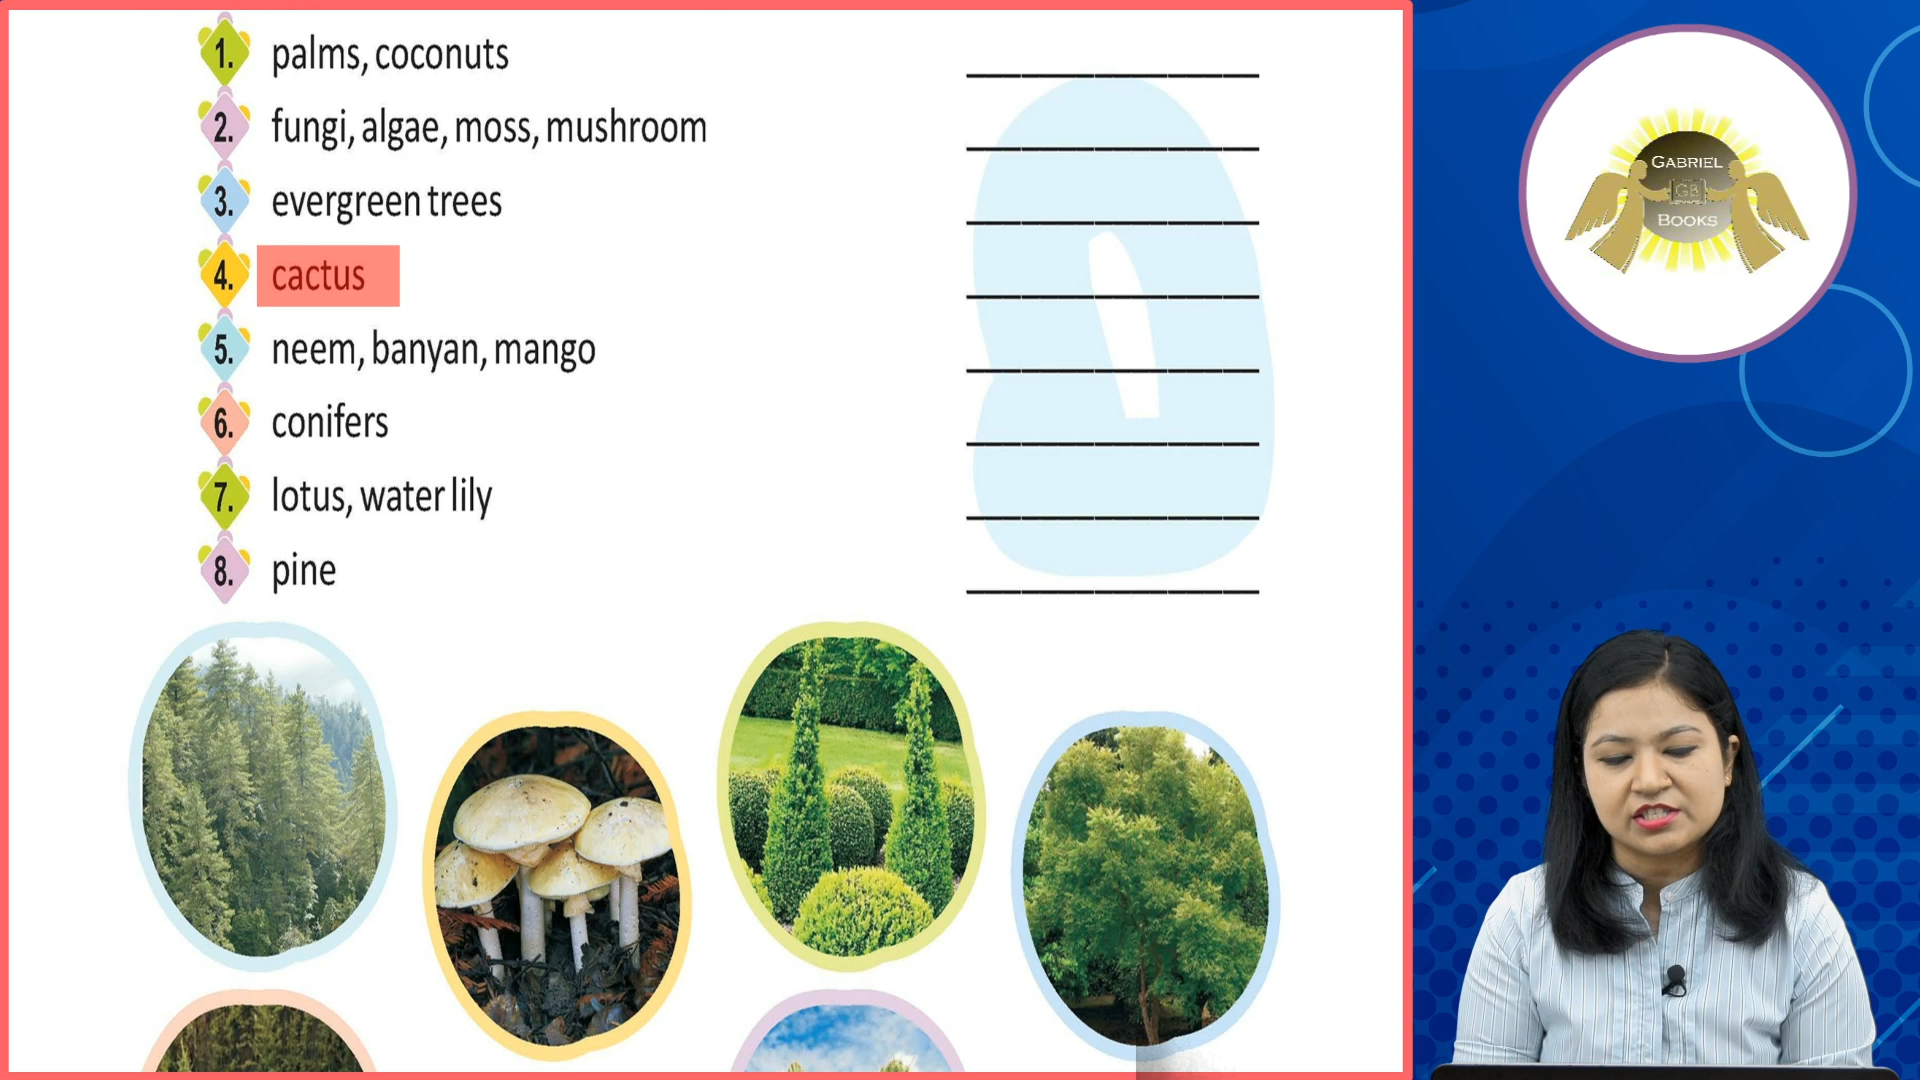 1. palms, coconuts
2. fungi, algae, moss, mushroom
3. evergreen trees
4. cactus
5. neem, banyan, mango
6. conifers
7. lotus, water lily
8. pine
GABRIEL
GB
BOOKS